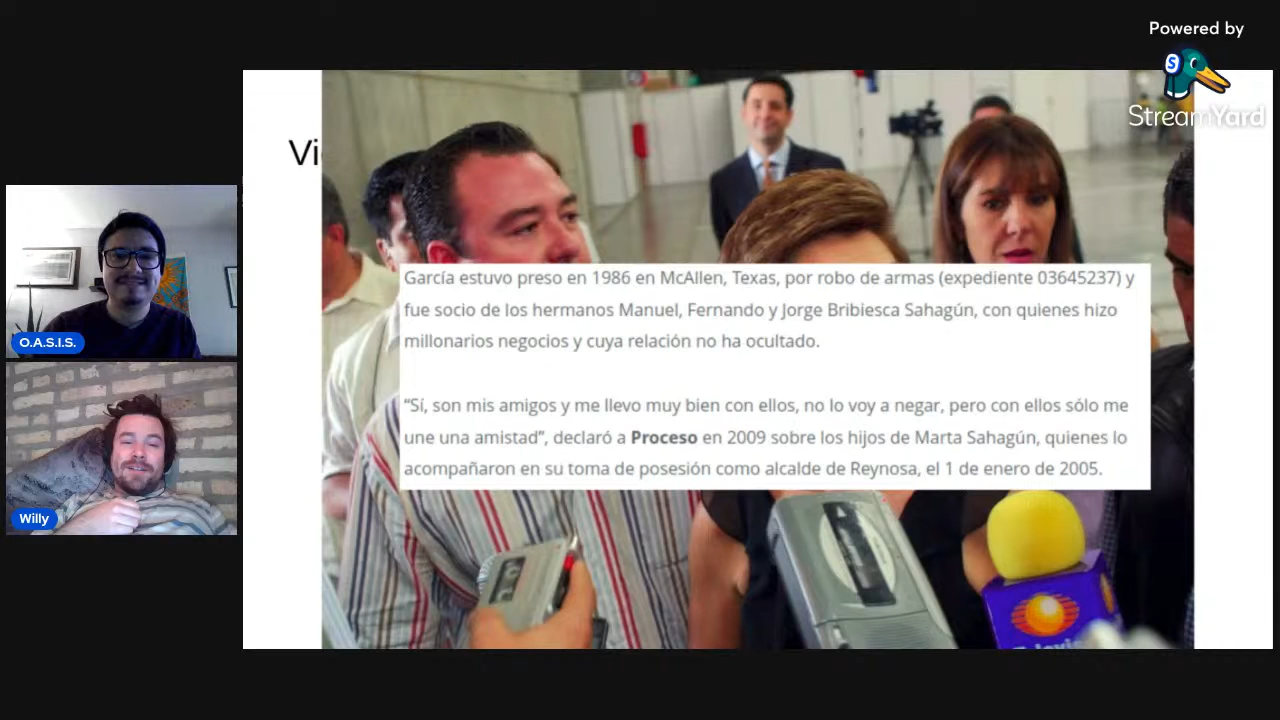 Powered by
StreamYard
Vi
García estuvo preso en 1986 en McAllen, Texas, por robo de armas (expediente 03645237) y
fue socio de los hermanos Manuel, Fernando y Jorge Bribiesca Sahagún, con quienes hizo
millonarios negocios y cuya relación no ha ocultado.
“Sí, son mis amigos y me llevo muy bien con ellos, no lo voy a negar, pero con ellos sólo me
une una amistad”, declaró a Proceso en 2009 sobre los hijos de Marta Sahagún, quienes lo
acompañaron en su toma de posesión como alcalde de Reynosa, el 1 de enero de 2005.
O.A.S.I.S.
Willy